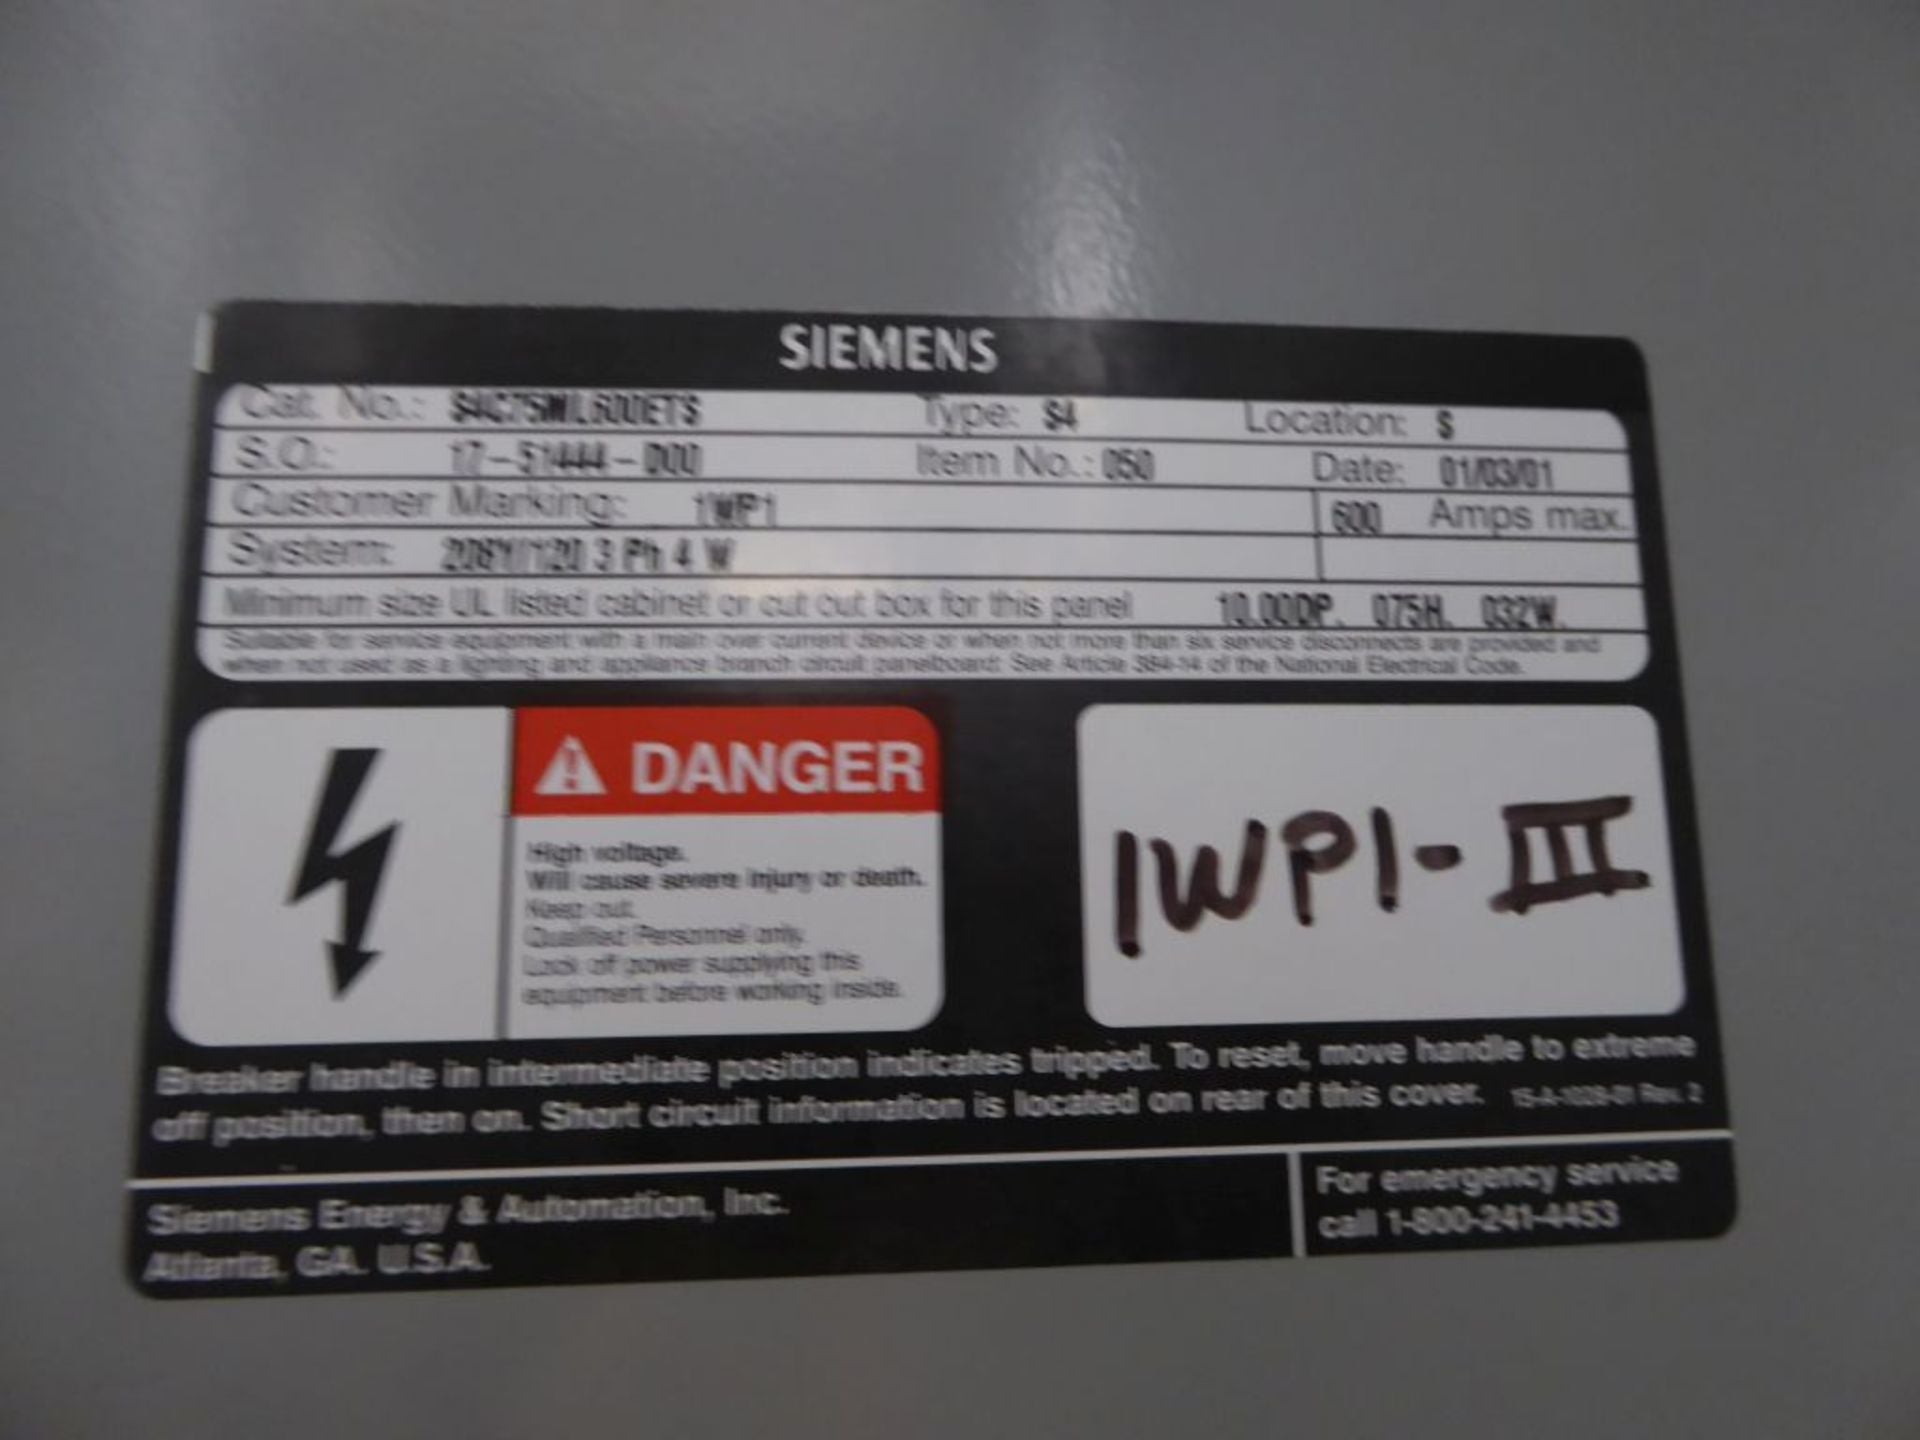 SIEMENS
Cat. No.: S4C75ML600ETS Type: S4 Location: S
S.O.: 17-51444-000 Item No.: 050 Date: 01/03/01
Customer Marking: 1WP1 600 Amps max.
System: 208Y/120 3 Ph 4 W
Minimum size UL listed cabinet or cut out box for this panel 10.00DP. 075H. 032W.
Suitable for service equipment with a main over current device or when not more than six service disconnects are provided and
when not used as a lighting and appliance branch circuit panelboard: See Article 384-14 of the National Electrical Code.
DANGER
High voltage.
Will cause severe injury or death.
Keep out.
Qualified Personnel only.
Lock off power supplying this
equipment before working inside.
1WP1-III
Breaker handle in intermediate position indicates tripped. To reset, move handle to extreme
off position, then on. Short circuit information is located on rear of this cover. 15-A-1028-01 Rev. 2
Siemens Energy & Automation, Inc.
Atlanta, GA. U.S.A.
For emergency service
call 1-800-241-4453